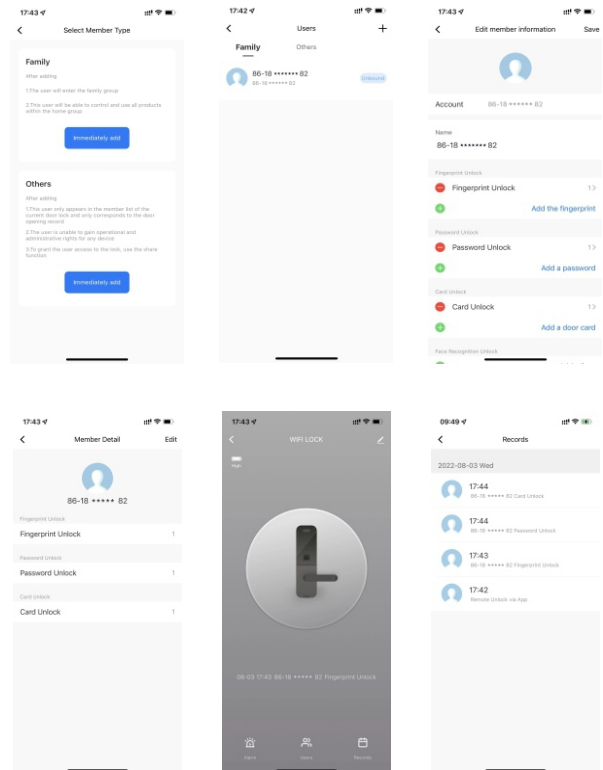 17:43
Select Member Type
Family
After adding
1.The user will enter the family group
2.This user will be able to control and use all products
within the home group
Immediately add
Others
After adding
1.This user only appears in the member list of the
current door lock and only corresponds to the door
opening record
2.The user is unable to gain operational and
administrative rights for any device
3.To grant the user access to the lock, use the share
function
Immediately add
17:42
Users
+
Family
Others
86-18 ••••••• 82
86-18 ••••••• 82
Unbound
17:43
Edit member information
Save
Account
86-18 •••••• 82
Name
86-18 ••••••• 82
Fingerprint Unlock
Fingerprint Unlock
1 >
Add the fingerprint
Password Unlock
Password Unlock
1 >
Add a password
Card Unlock
Card Unlock
1 >
Add a door card
Face Recognition Unlock
17:43
Member Detail
Edit
86-18 ••••• 82
Fingerprint Unlock
Fingerprint Unlock
1
Password Unlock
Password Unlock
1
Card Unlock
Card Unlock
1
17:43
WIFI LOCK
High
08-03 17:43 86-18 ••••• 82 Fingerprint Unlock
Alarm
Users
Records
09:49
Records
2022-08-03 Wed
17:44
86-18 ••••• 82 Card Unlock
17:44
86-18 ••••• 82 Password Unlock
17:43
86-18 ••••• 82 Fingerprint Unlock
17:42
Remote Unlock via App